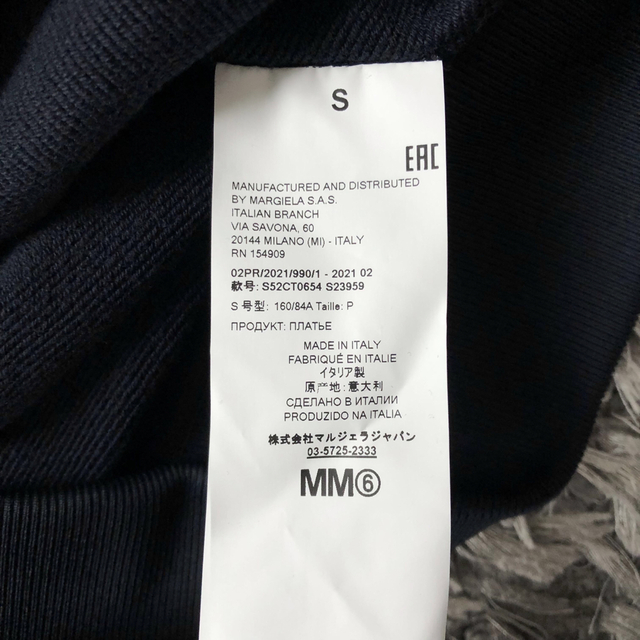 S
EAC
MANUFACTURED AND DISTRIBUTED
BY MARGIELA S.A.S.
ITALIAN BRANCH
VIA SAVONA, 60
20144 MILANO (MI) - ITALY
RN 154909
02PR/2021/990/1 - 2021 02
款号: S52CT0654 S23959
S 号型: 160/84A Taille: P
ПРОДУКТ: ПЛАТЬЕ
MADE IN ITALY
FABRIQUÉ EN ITALIE
イタリア製
原产地: 意大利
СДЕЛАНО В ИТАЛИИ
PRODUZIDO NA ITALIA
株式会社マルジェラジャパン
03-5725-2333
MM⑥